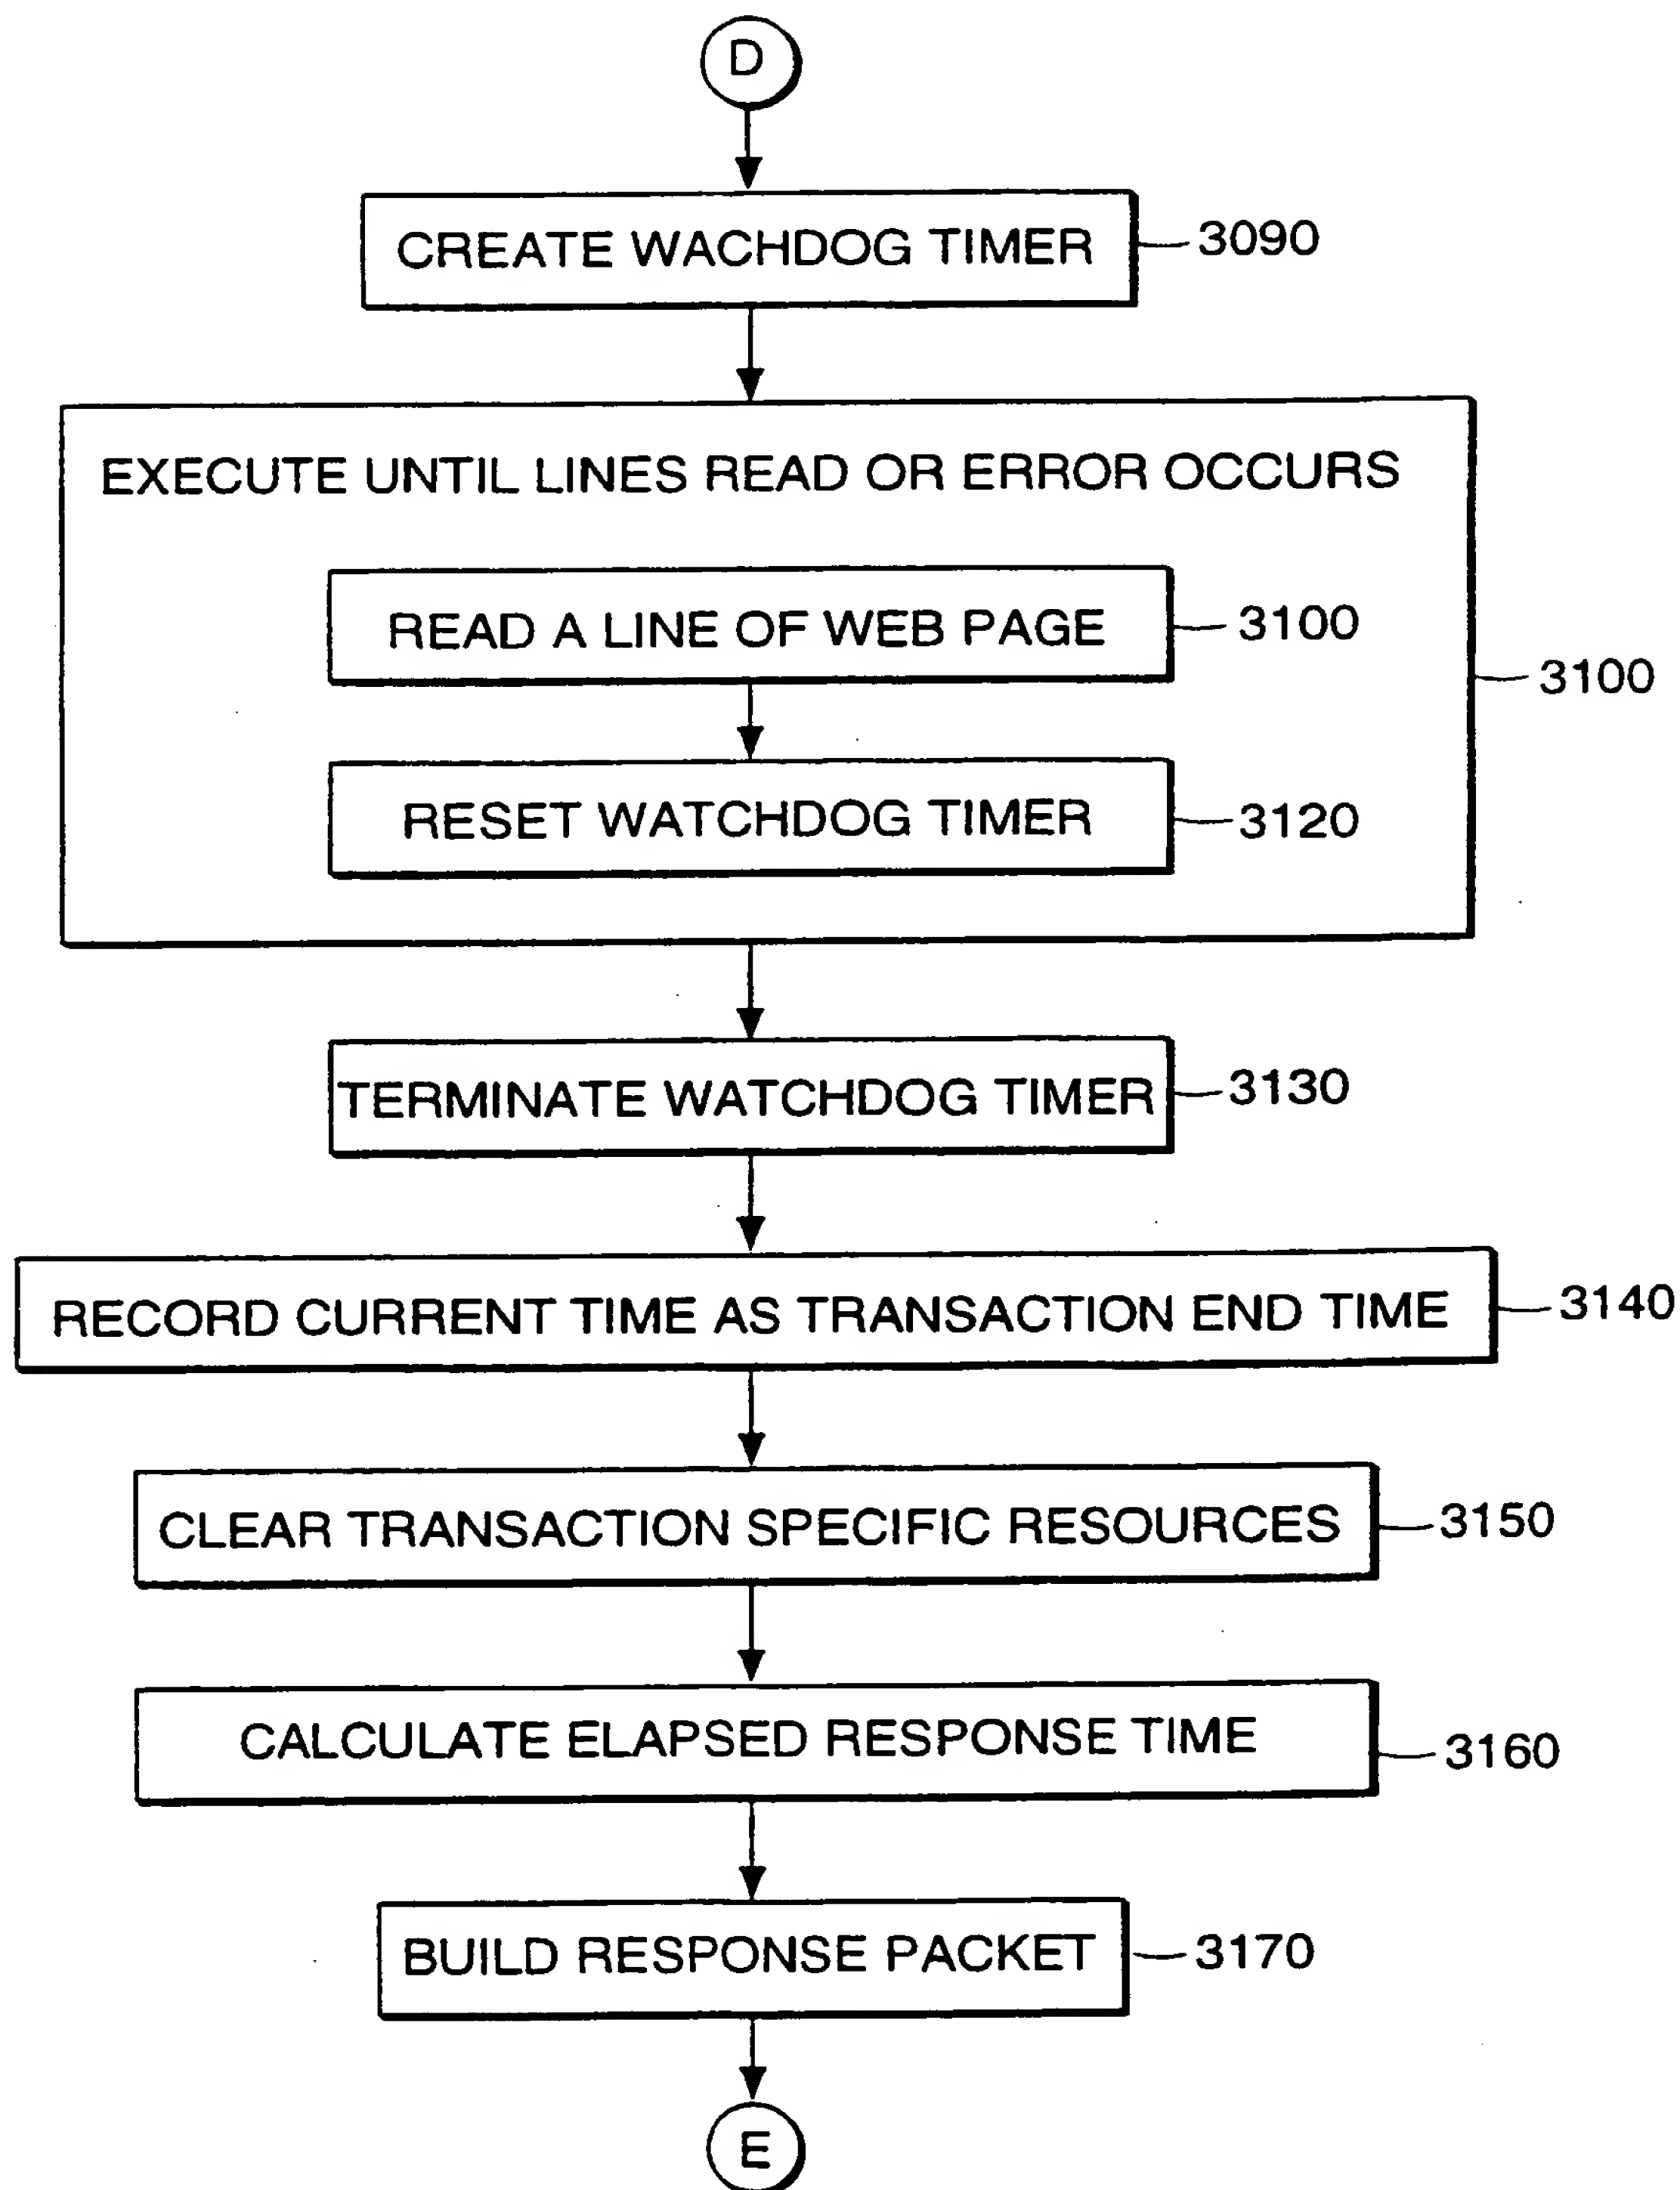 D
CREATE WACHDOG TIMER 3090
EXECUTE UNTIL LINES READ OR ERROR OCCURS
READ A LINE OF WEB PAGE 3100
3100
RESET WATCHDOG TIMER 3120
TERMINATE WATCHDOG TIMER 3130
RECORD CURRENT TIME AS TRANSACTION END TIME 3140
CLEAR TRANSACTION SPECIFIC RESOURCES 3150
CALCULATE ELAPSED RESPONSE TIME 3160
BUILD RESPONSE PACKET 3170
E